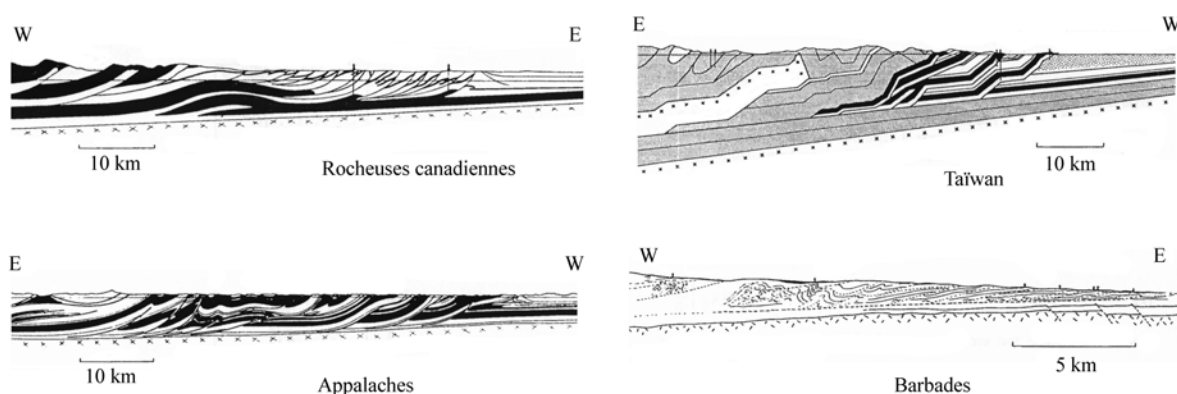 W E
10 km
Rocheuses canadiennes
E W
10 km
Taïwan
E W
10 km
Appalaches
W E
5 km
Barbades